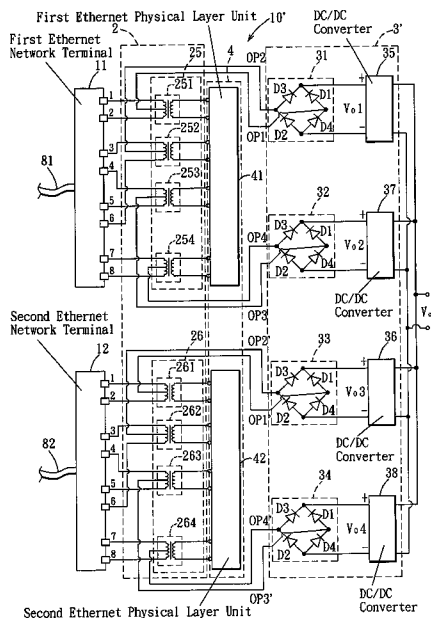 First Ethernet Physical Layer Unit
10'
DC/DC
Converter
First Ethernet
Network Terminal
2
25
4
OP2
31
3'
35
11
251
1
2
252
3
4
253
5
6
254
7
8
81
41
D3
D1
D2
D4
OP1
+
−
Vo1
32
37
OP4
D3
D1
D2
D4
OP3
+
−
Vo2
DC/DC
Converter
Vo
Second Ethernet
Network Terminal
12
26
OP2'
33
36
261
1
2
262
3
4
263
5
6
264
7
8
82
42
D3
D1
D2
D4
OP1'
+
−
Vo3
DC/DC
Converter
34
38
OP4'
D3
D1
D2
D4
OP3'
+
−
Vo4
DC/DC
Converter
Second Ethernet Physical Layer Unit